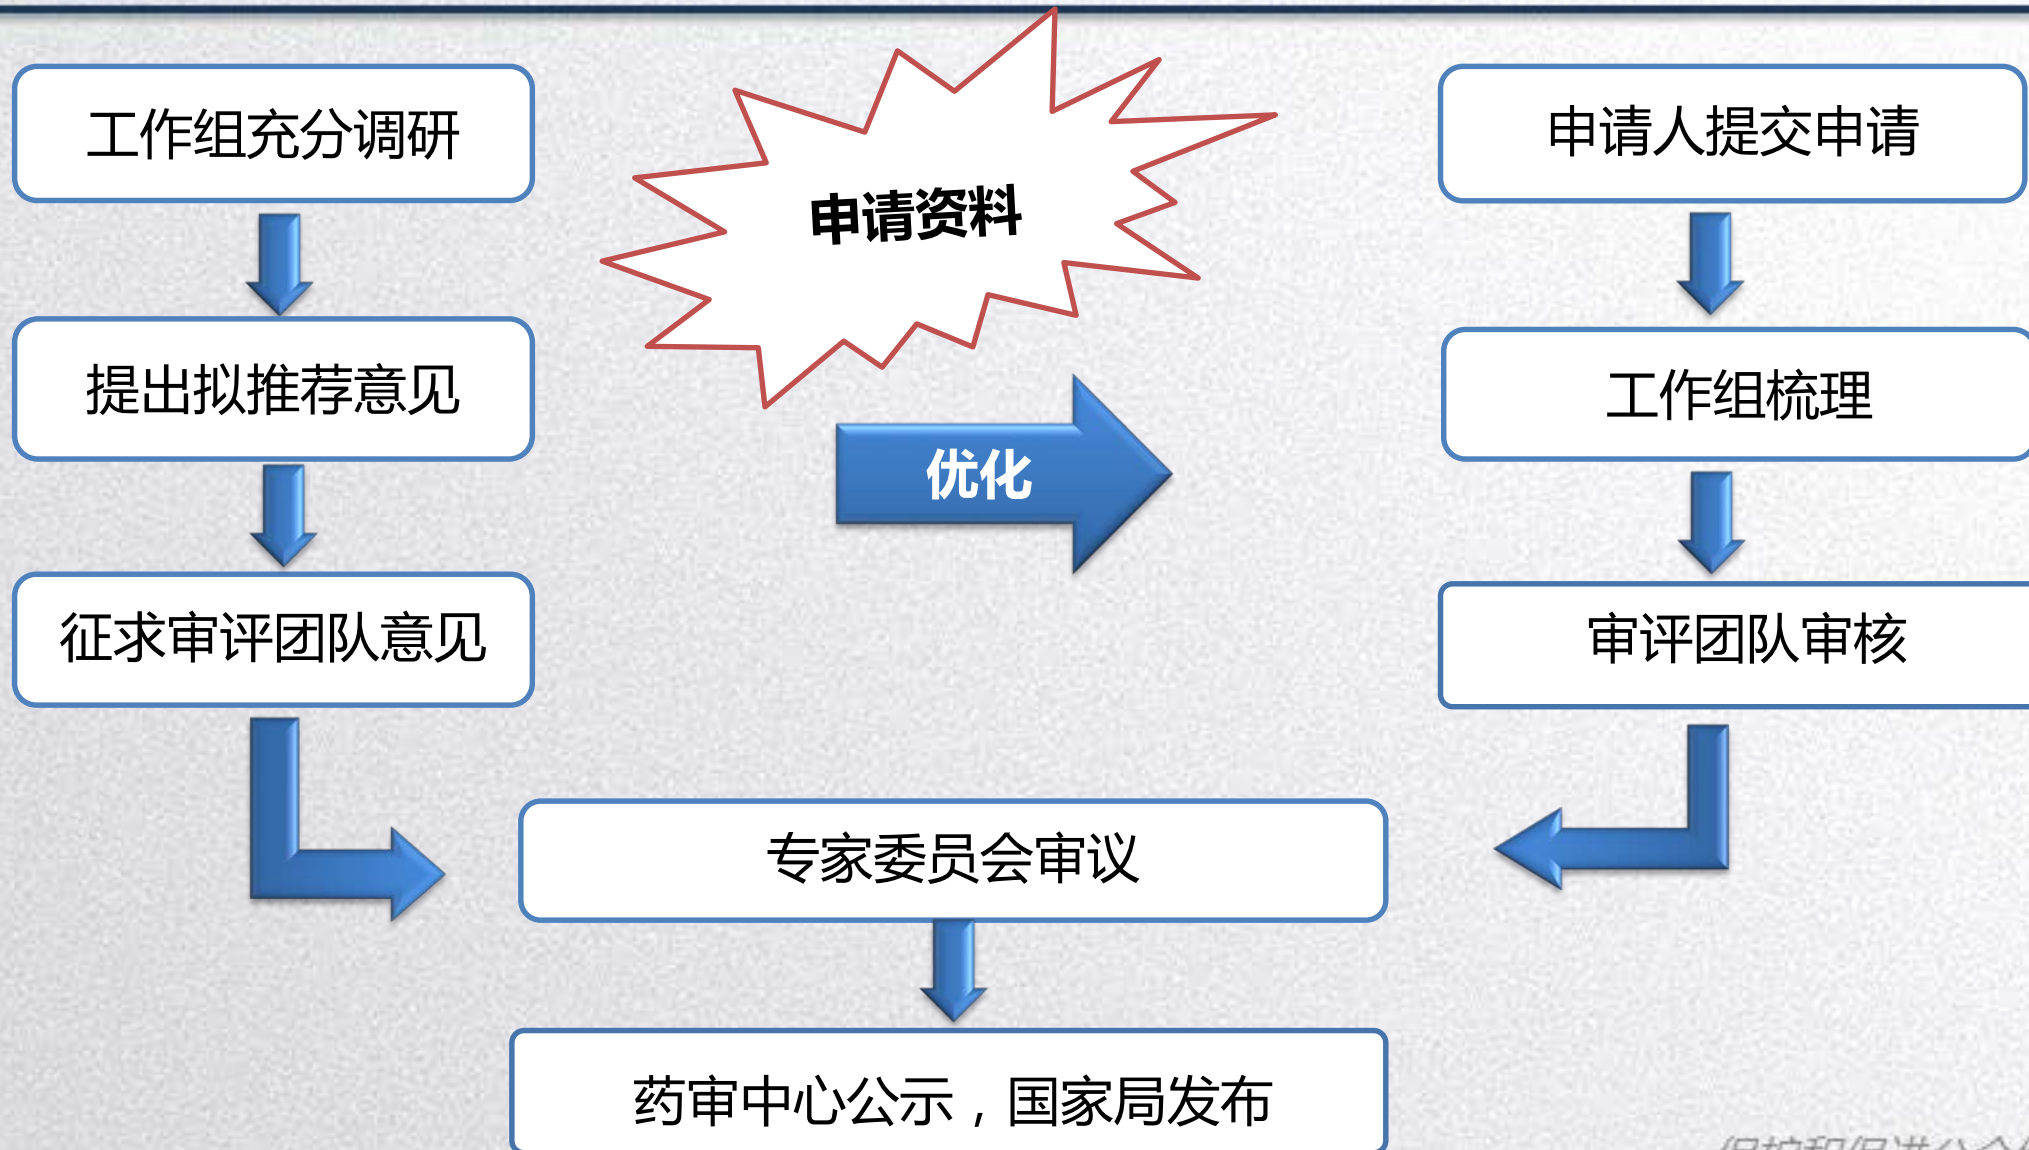 工作组充分调研
提出拟推荐意见
征求审评团队意见
申请资料
优化
申请人提交申请
工作组梳理
审评团队审核
专家委员会审议
药审中心公示，国家局发布